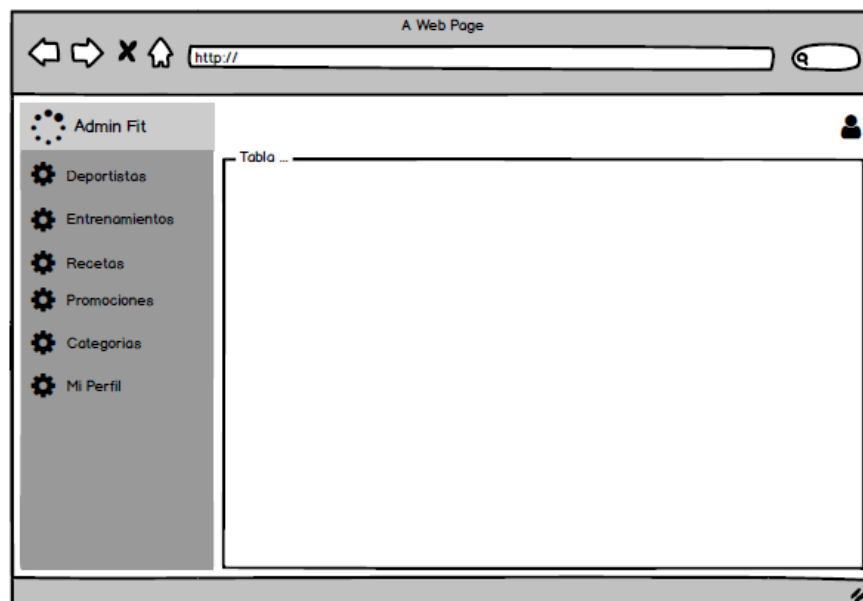 A Web Page
http://
Admin Fit
Tabla ...
Deportistas
Entrenamientos
Recetas
Promociones
Categorias
Mi Perfil